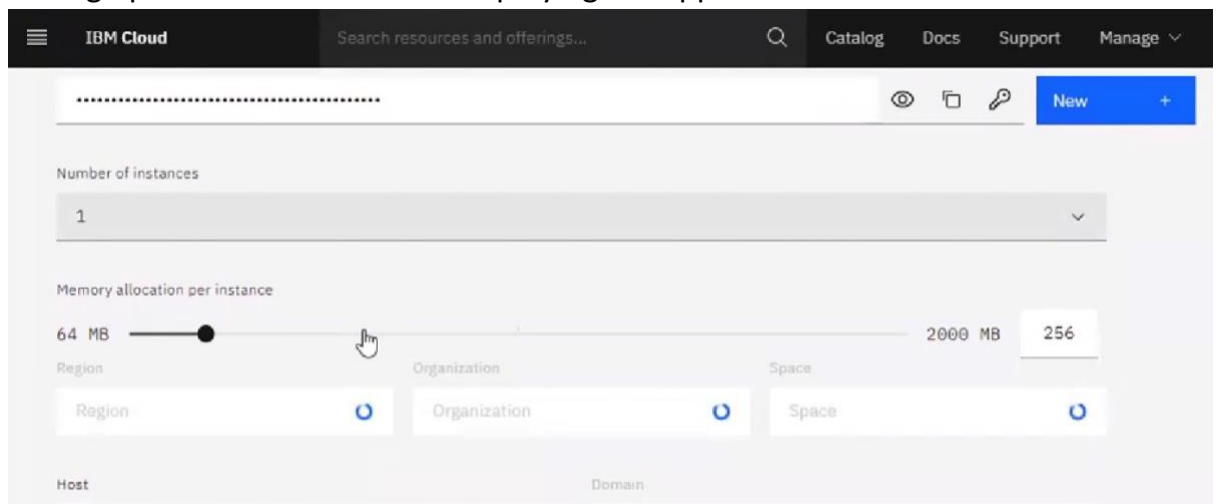 IBM Cloud Search resources and offerings... Catalog Docs Support Manage
•••••••••••••••••••••••••••••••••••••••••••• New +
Number of instances
1
Memory allocation per instance
64 MB 2000 MB 256
Region Organization Space
Region Organization Space
Host Domain